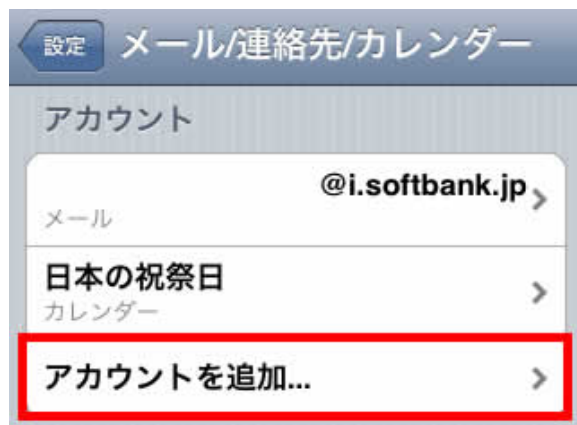 設定 メール/連絡先/カレンダー
アカウント
@i.softbank.jp
メール
日本の祝祭日
カレンダー
アカウントを追加...